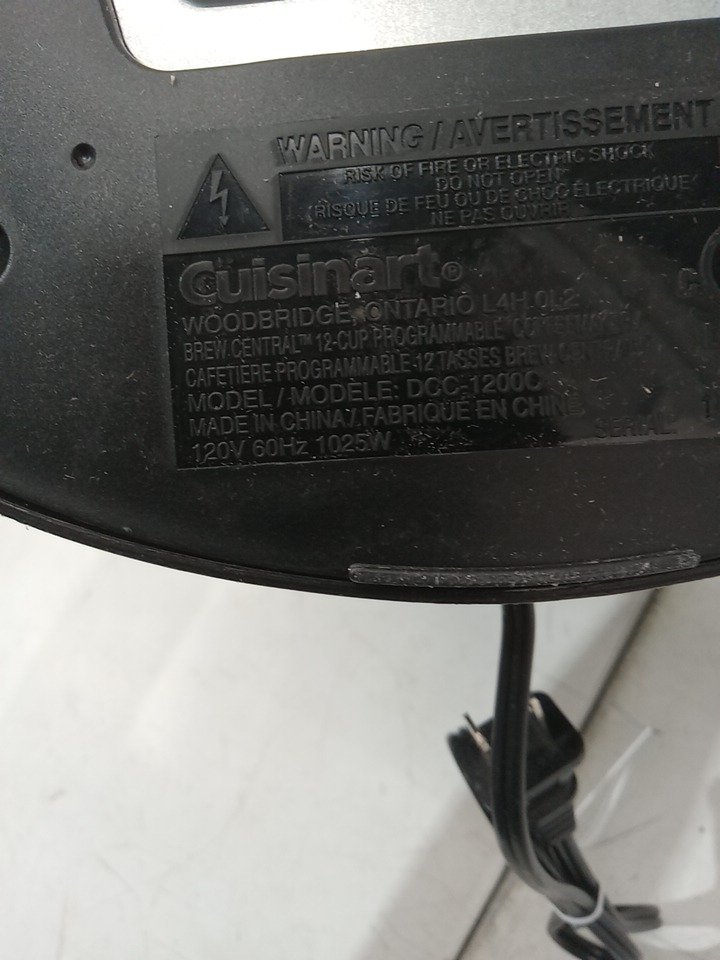 WARNING / AVERTISSEMENT
RISK OF FIRE OR ELECTRIC SHOCK
DO NOT OPEN
RISQUE DE FEU OU DE CHOC ÉLECTRIQUE
NE PAS OUVRIR
Cuisinart®
C
WOODBRIDGE, ONTARIO L4H 0L2
BREW CENTRAL™ 12-CUP PROGRAMMABLE COFFEEMAKER
CAFETIÈRE PROGRAMMABLE 12 TASSES BREW CENTRAL
MODEL / MODÈLE: DCC-1200C
MADE IN CHINA / FABRIQUÉ EN CHINE
120V 60Hz 1025W
SERIAL